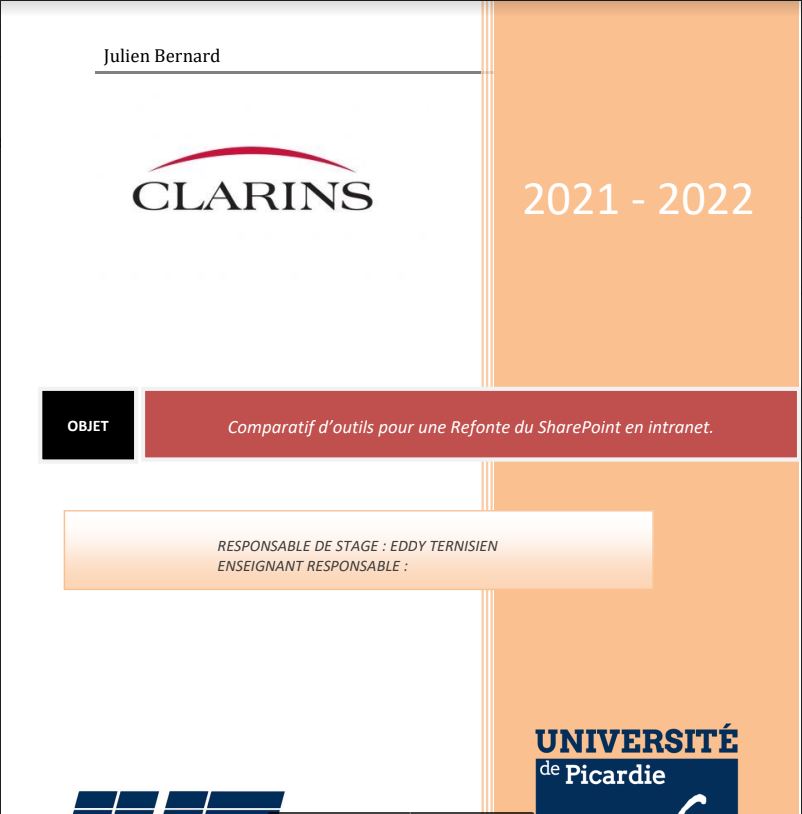 Julien Bernard
CLARINS
2021 - 2022
OBJET
Comparatif d’outils pour une Refonte du SharePoint en intranet.
RESPONSABLE DE STAGE : EDDY TERNISIEN
ENSEIGNANT RESPONSABLE :
UNIVERSITÉ
de Picardie